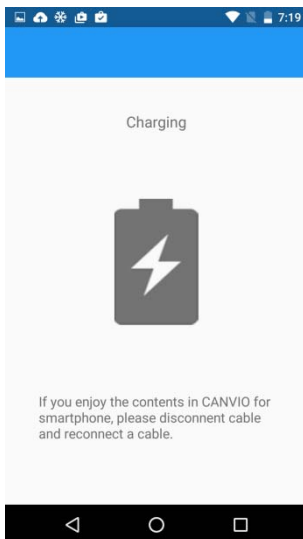 7:19
Charging
If you enjoy the contents in CANVIO for
smartphone, please disconnent cable
and reconnect a cable.